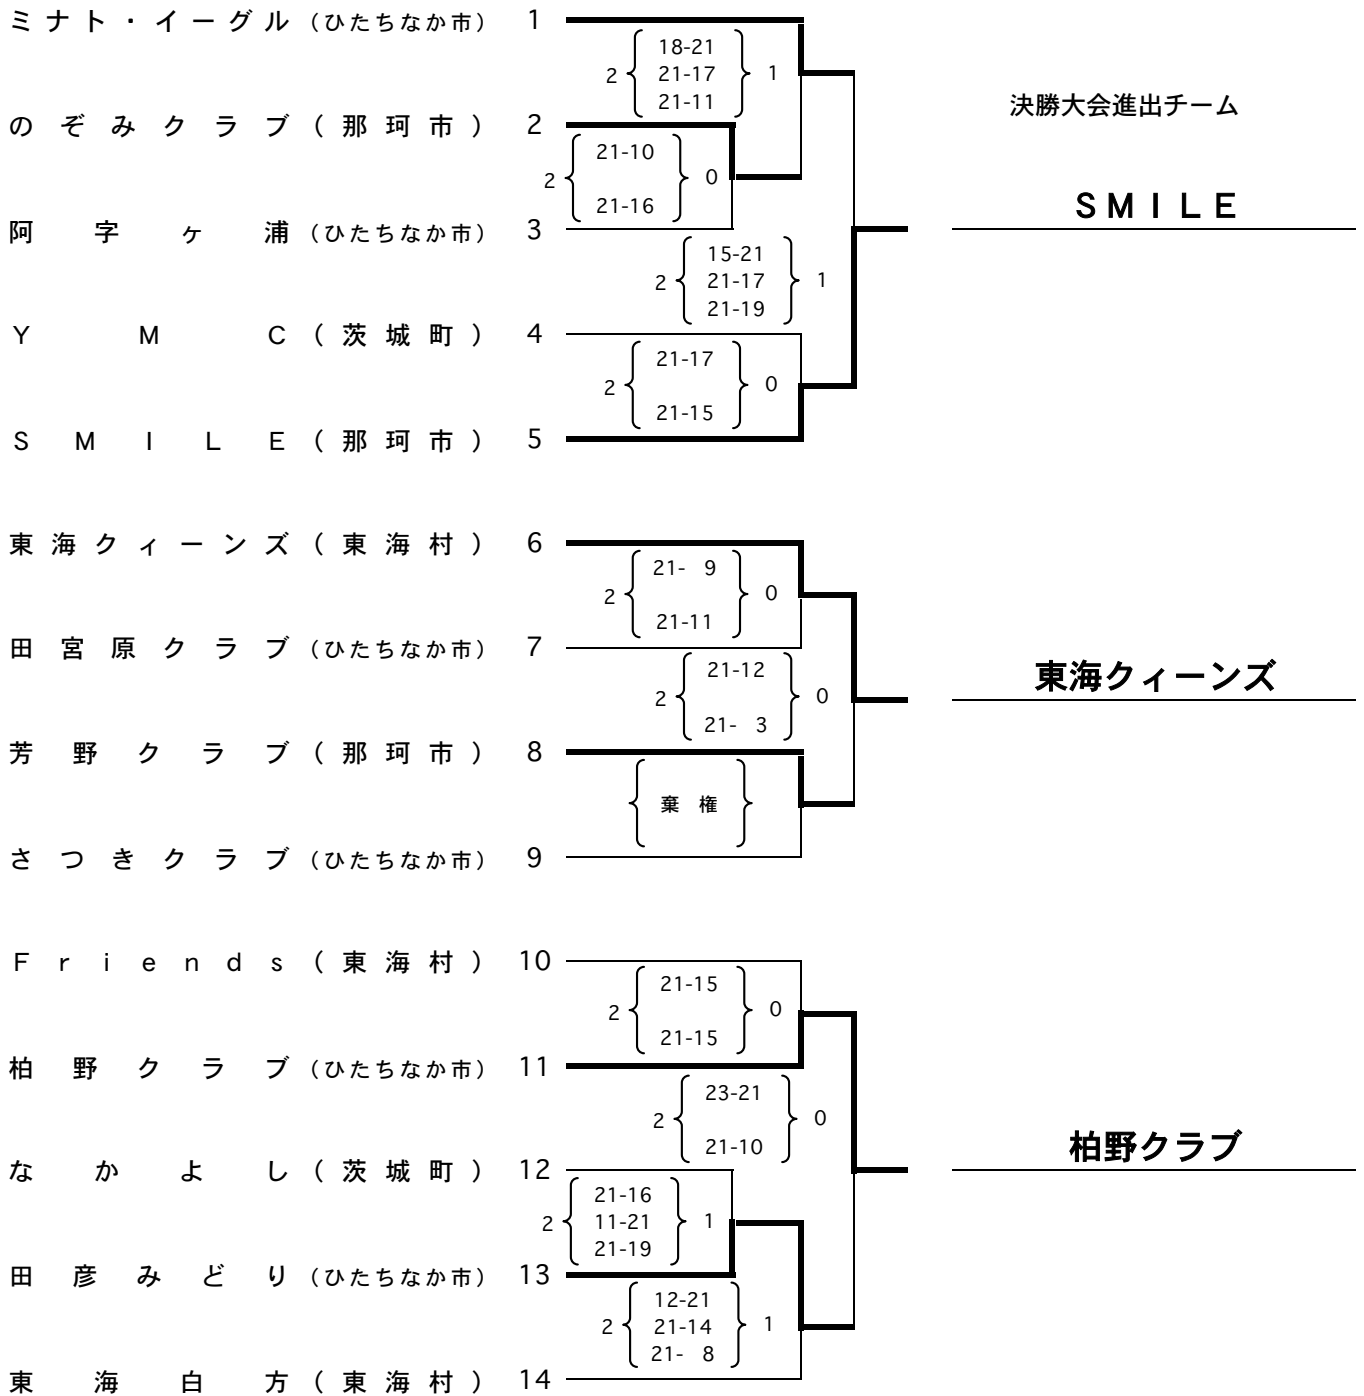 ミナト・イーグル（ひたちなか市） 1
18-21
2 21-17 1
21-11
決勝大会進出チーム
のぞみクラブ（那珂市） 2
21-10
2 0
21-16
SMILE
阿字ヶ浦（ひたちなか市） 3
15-21
2 21-17 1
21-19
YMC（茨城町） 4
21-17
2 0
21-15
SMILE（那珂市） 5
東海クィーンズ（東海村） 6
21- 9
2 0
21-11
田宮原クラブ（ひたちなか市） 7
21-12
2 0
21- 3
東海クィーンズ
芳野クラブ（那珂市） 8
棄権
さつきクラブ（ひたちなか市） 9
Friends（東海村） 10
21-15
2 0
21-15
柏野クラブ（ひたちなか市） 11
23-21
2 0
21-10
柏野クラブ
なかよし（茨城町） 12
21-16
2 11-21 1
21-19
田彦みどり（ひたちなか市） 13
12-21
2 21-14 1
21- 8
東海白方（東海村） 14